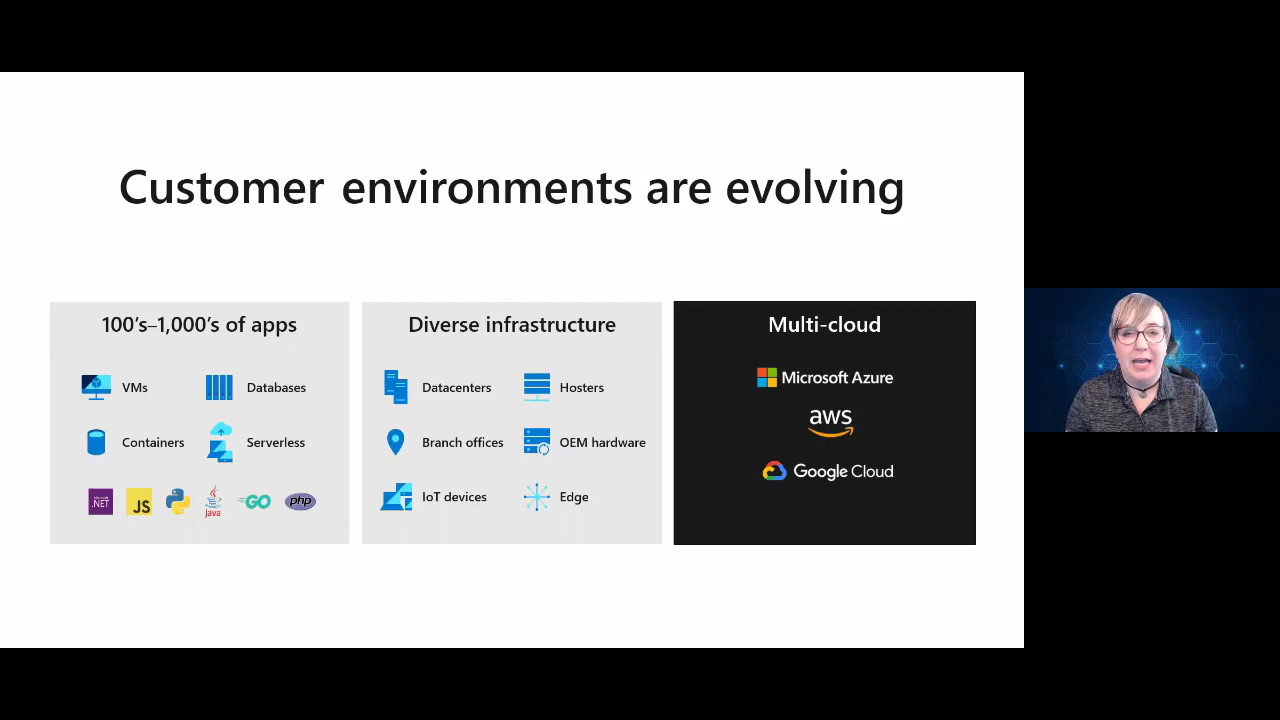 Customer environments are evolving
100's–1,000's of apps
VMs
Databases
Containers
Serverless
Microsoft
.NET
JS
Java
GO
php
Diverse infrastructure
Datacenters
Hosters
Branch offices
OEM hardware
IoT devices
Edge
Multi-cloud
Microsoft Azure
aws
Google Cloud